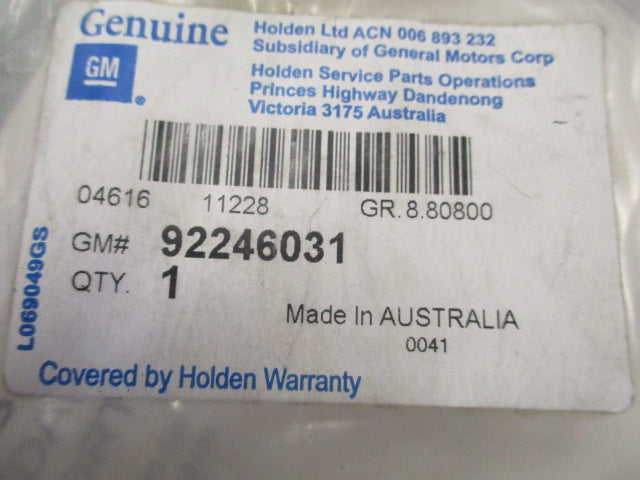 Genuine
GM
Holden Ltd ACN 006 893 232
Subsidiary of General Motors Corp
Holden Service Parts Operations
Princes Highway Dandenong
Victoria 3175 Australia
04616 11228 GR.8.80800
GM# 92246031
QTY. 1
Made In AUSTRALIA
0041
L069049GS
Covered by Holden Warranty